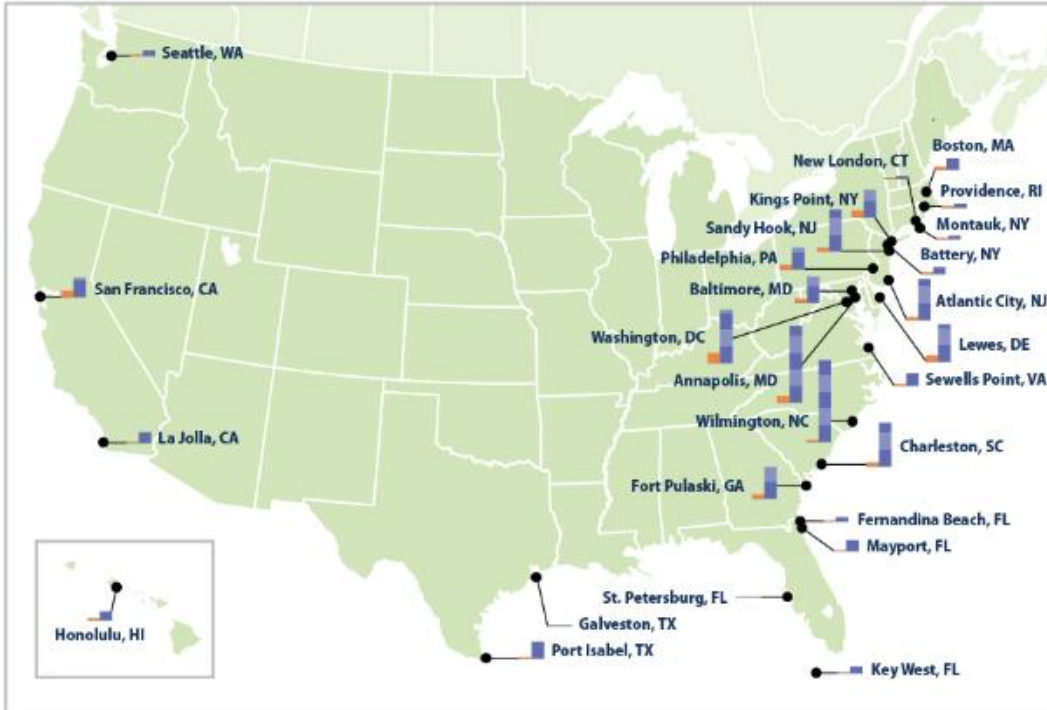 Seattle, WA
Boston, MA
New London, CT
Providence, RI
Kings Point, NY
Montauk, NY
Sandy Hook, NJ
Battery, NY
Philadelphia, PA
San Francisco, CA
Baltimore, MD
Atlantic City, NJ
Washington, DC
Lewes, DE
Annapolis, MD
Sewells Point, VA
Wilmington, NC
La Jolla, CA
Charleston, SC
Fort Pulaski, GA
Fernandina Beach, FL
Mayport, FL
St. Petersburg, FL
Galveston, TX
Honolulu, HI
Port Isabel, TX
Key West, FL